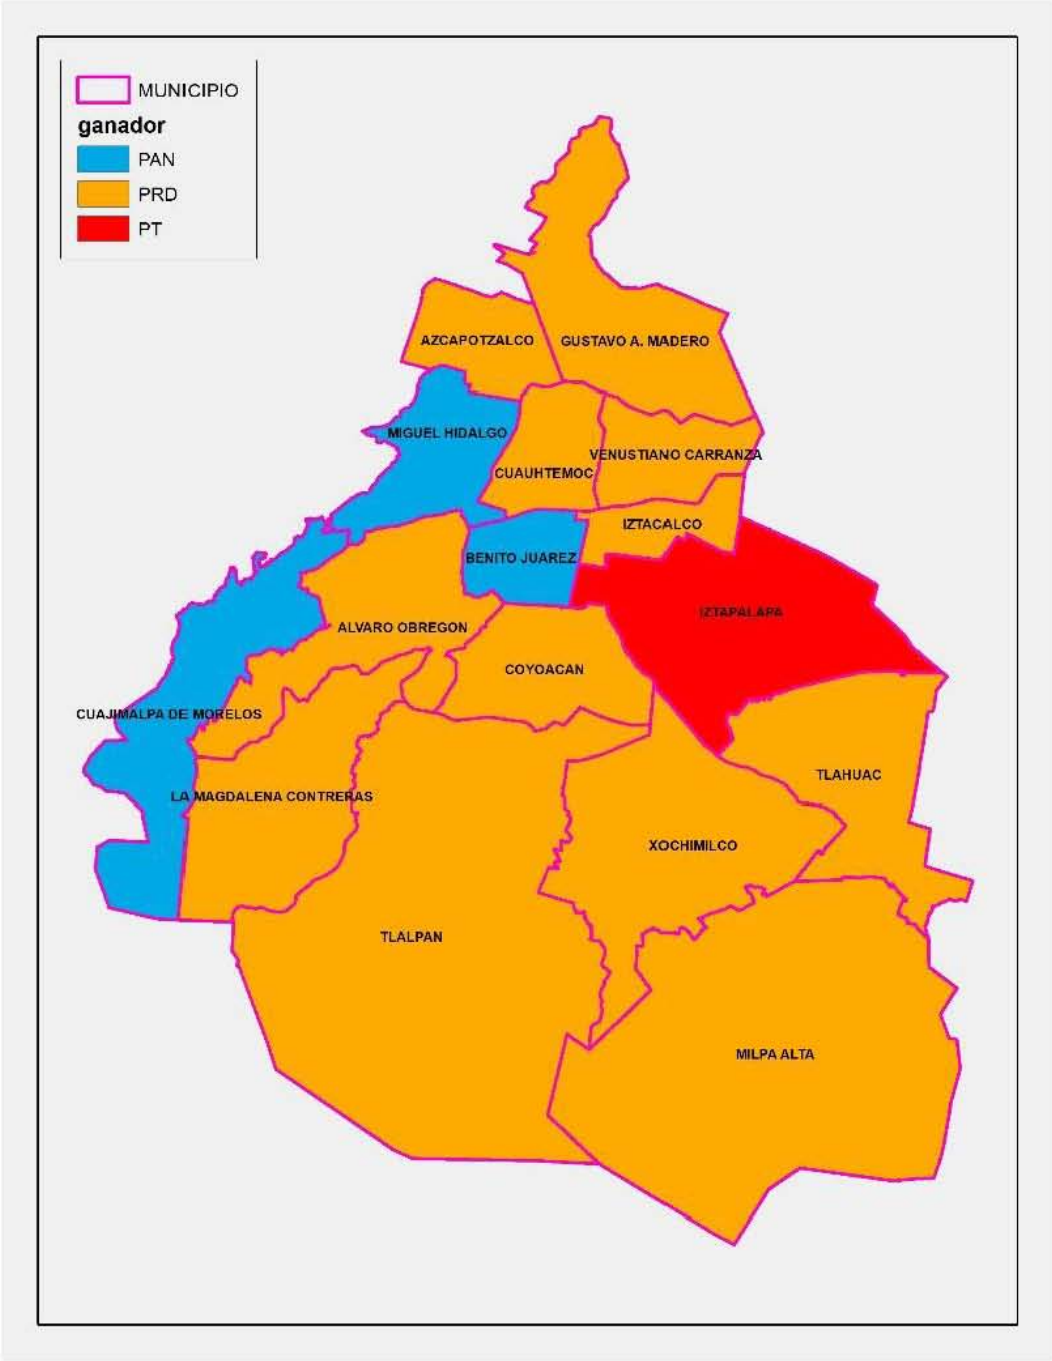 MUNICIPIO
ganador
PAN
PRD
PT
AZCAPOTZALCO
GUSTAVO A. MADERO
MIGUEL HIDALGO
VENUSTIANO CARRANZA
CUAUHTEMOC
IZTACALCO
BENITO JUAREZ
IZTAPALAPA
ALVARO OBREGON
COYOACAN
CUAJIMALPA DE MORELOS
TLAHUAC
LA MAGDALENA CONTRERAS
XOCHIMILCO
TLALPAN
MILPA ALTA